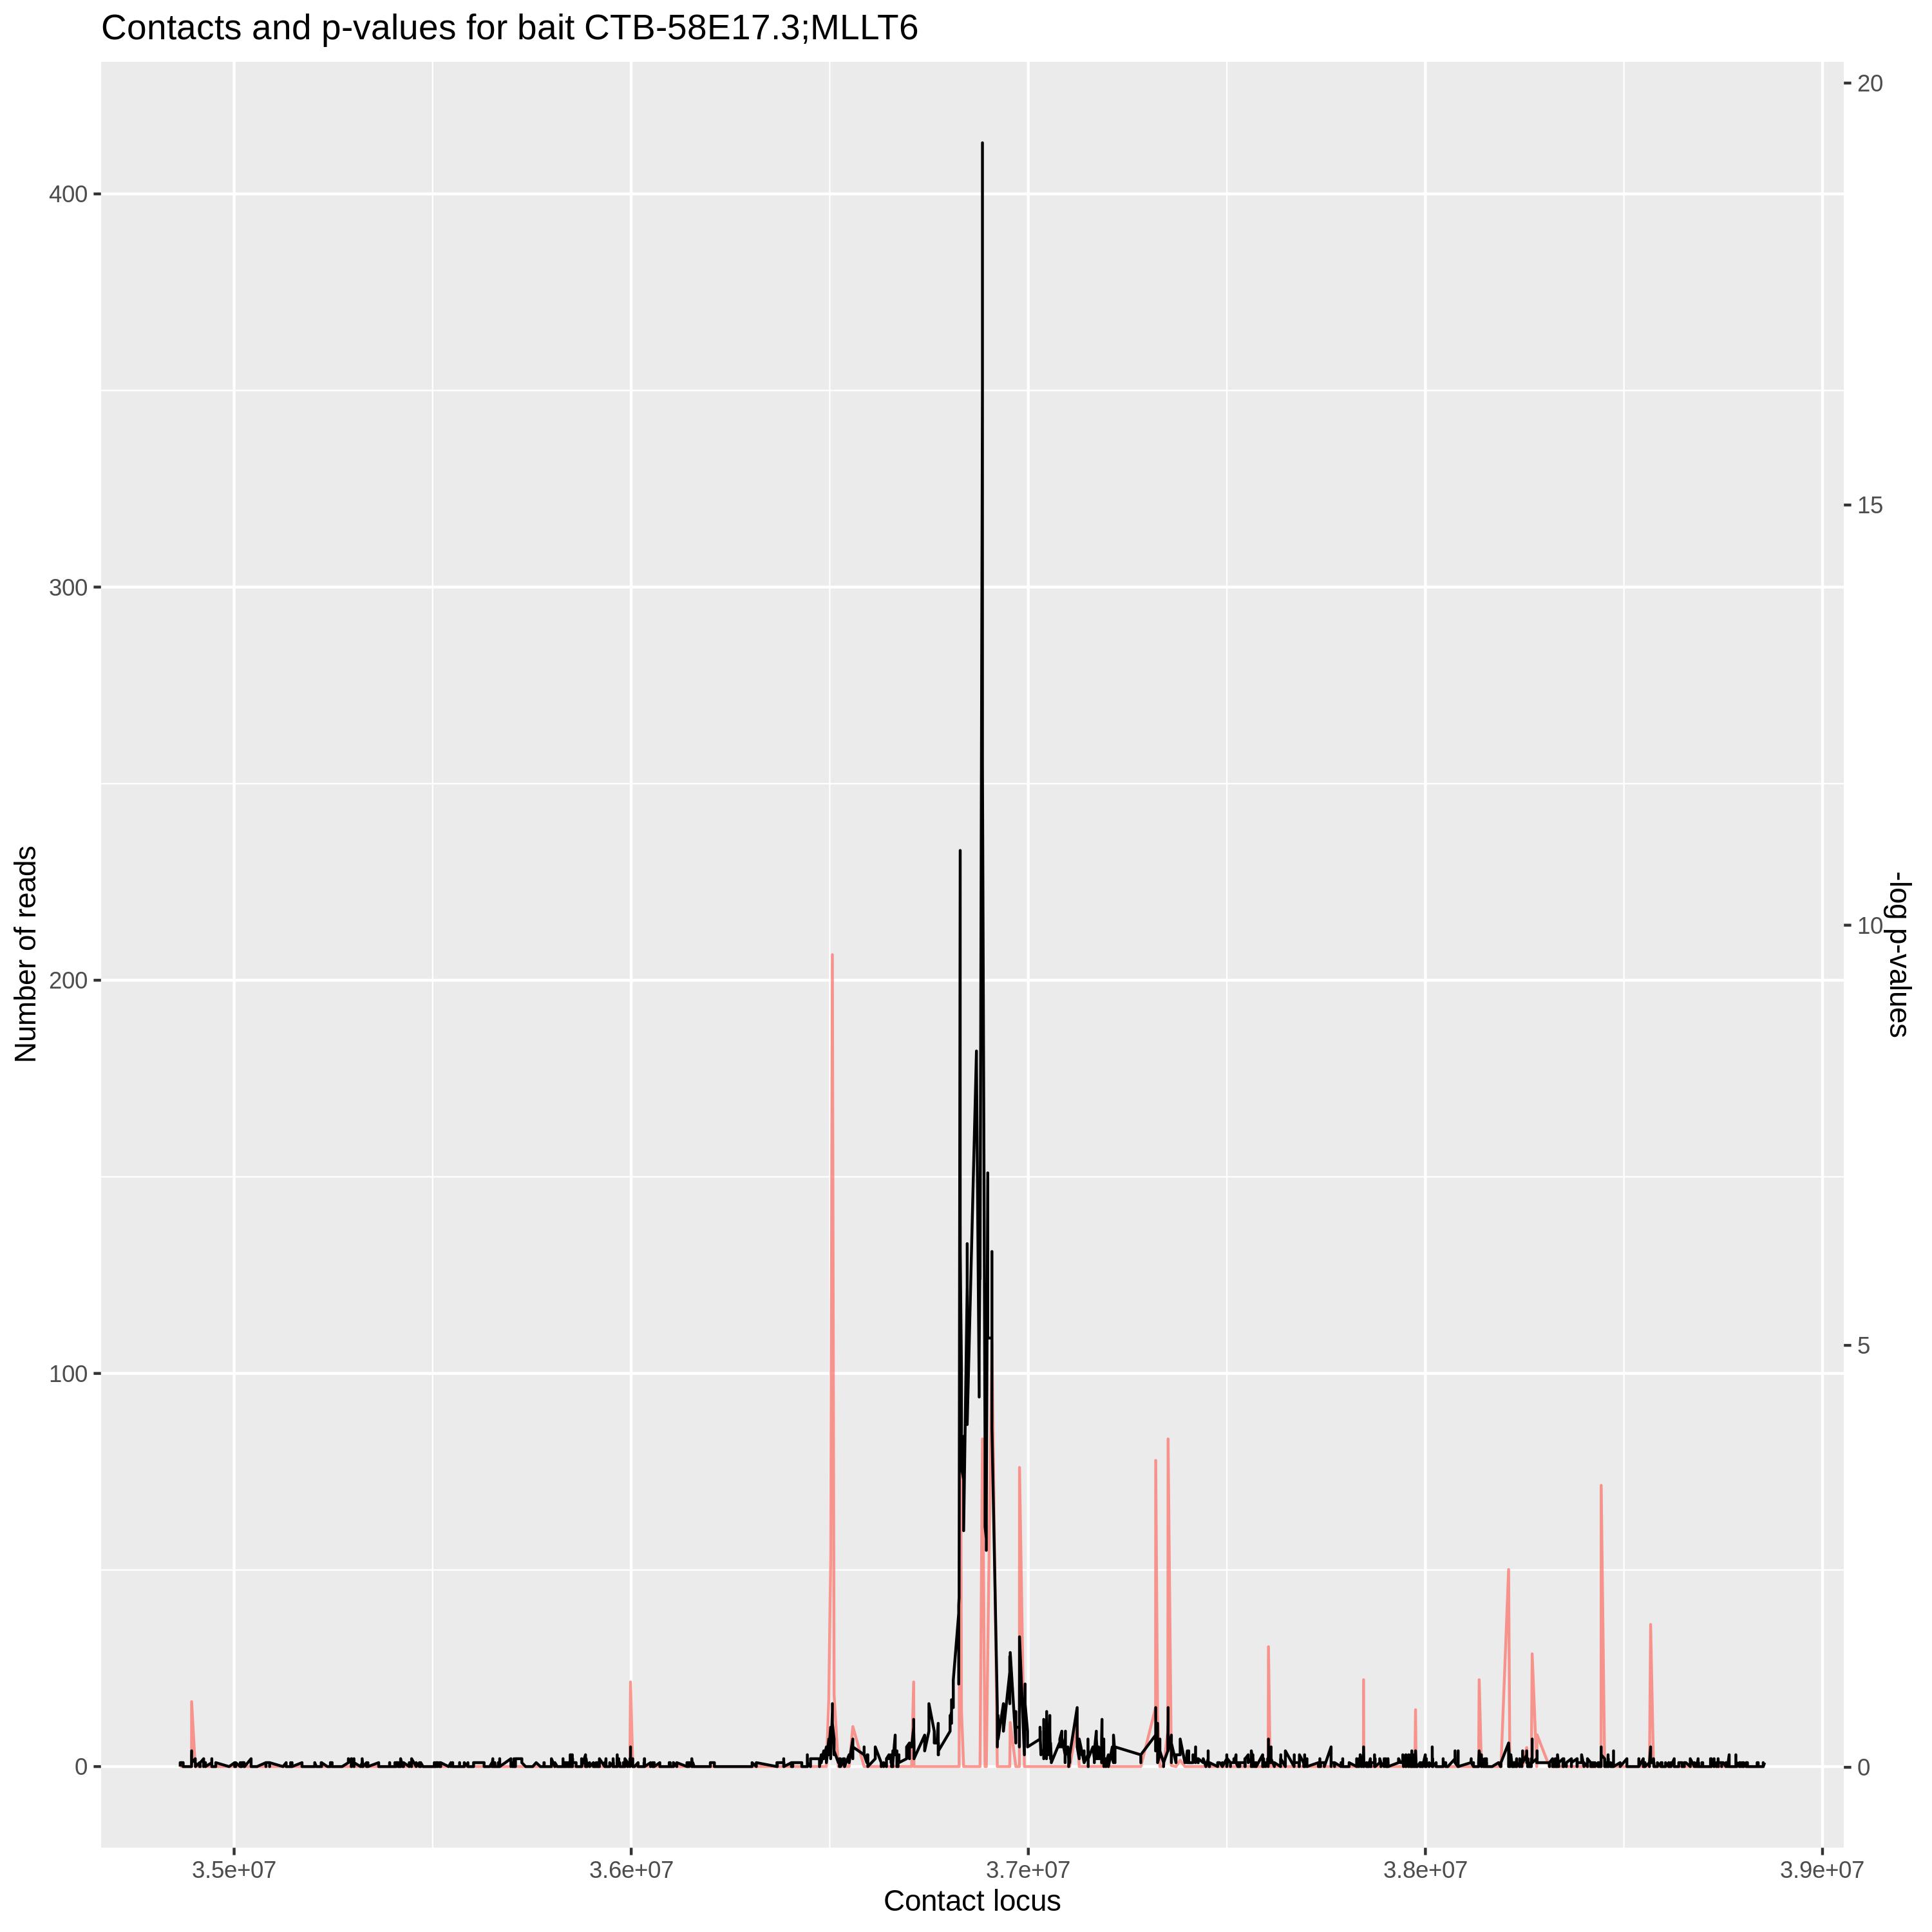 Contacts and p-values for bait CTB-58E17.3;MLLT6
Number of reads
400
300
200
100
0
20
15
10
5
0
-log p-values
3.5e+07
3.6e+07
3.7e+07
3.8e+07
3.9e+07
Contact locus